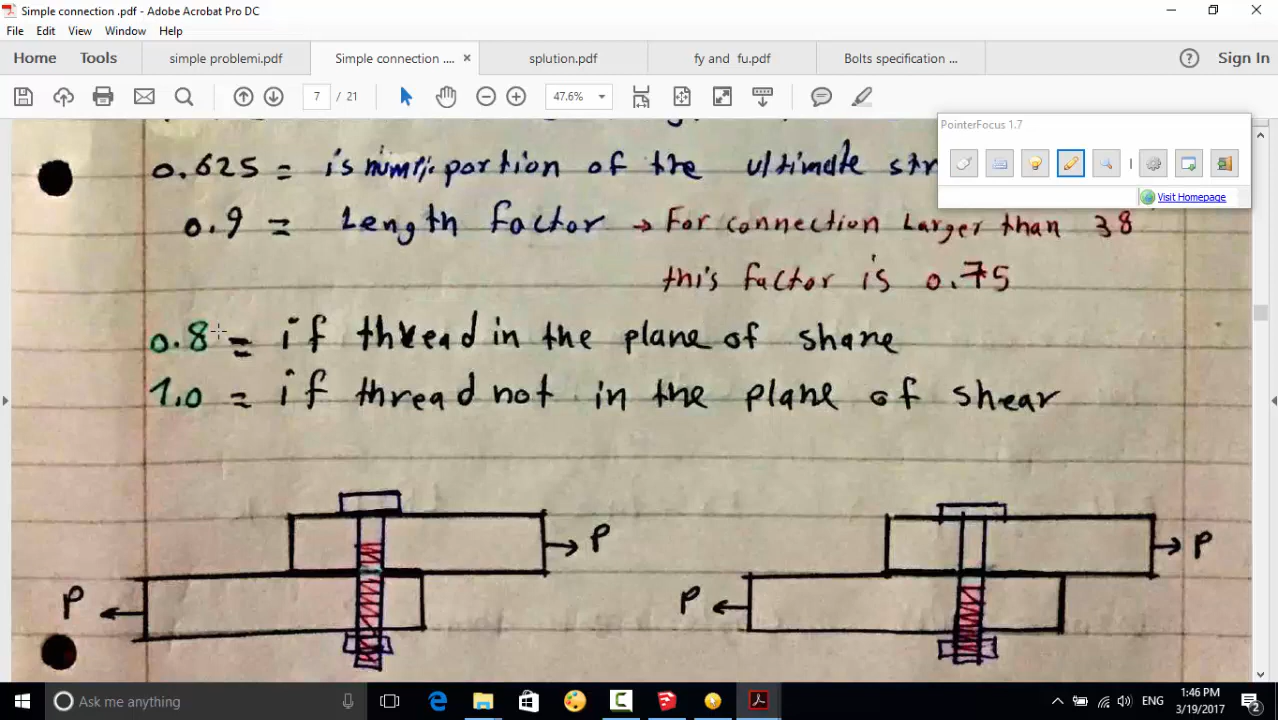 Simple connection .pdf - Adobe Acrobat Pro DC
File Edit View Window Help
Home Tools simple problemi.pdf Simple connection .... × splution.pdf fy and fu.pdf Bolts specification ... Sign In
7 / 21 47.6%
PointerFocus 1.7
Visit Homepage
0.625 = is portion of the ultimate str
0.9 = Length factor → For connection Larger than 38
this factor is 0.75
0.8 = if thread in the plane of shane
1.0 = if thread not in the plane of shear
P P
P P
Ask me anything
ENG 1:46 PM
3/19/2017 2